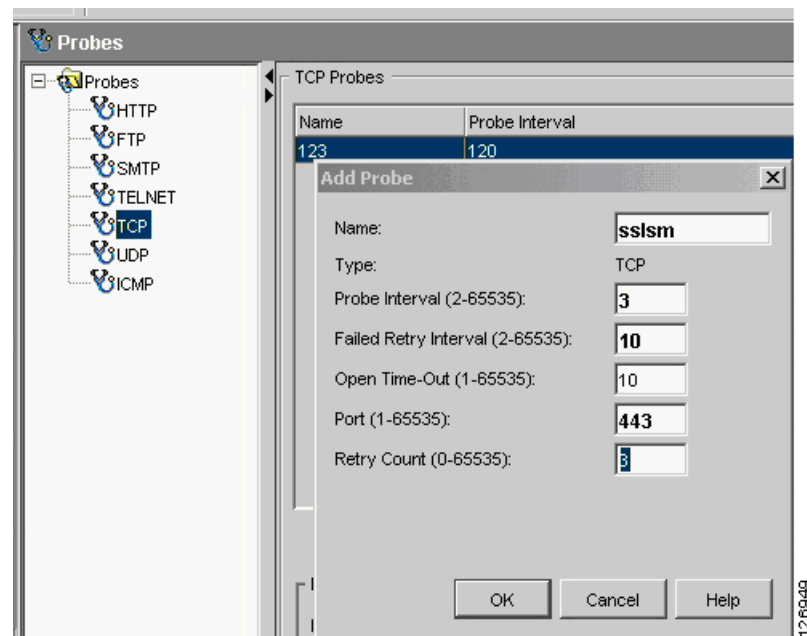 Probes
Probes
HTTP
FTP
SMTP
TELNET
TCP
UDP
ICMP
TCP Probes
Name Probe Interval
123 120
Add Probe
Name: sslsm
Type: TCP
Probe Interval (2-65535): 3
Failed Retry Interval (2-65535): 10
Open Time-Out (1-65535): 10
Port (1-65535): 443
Retry Count (0-65535): 3
OK Cancel Help
126949